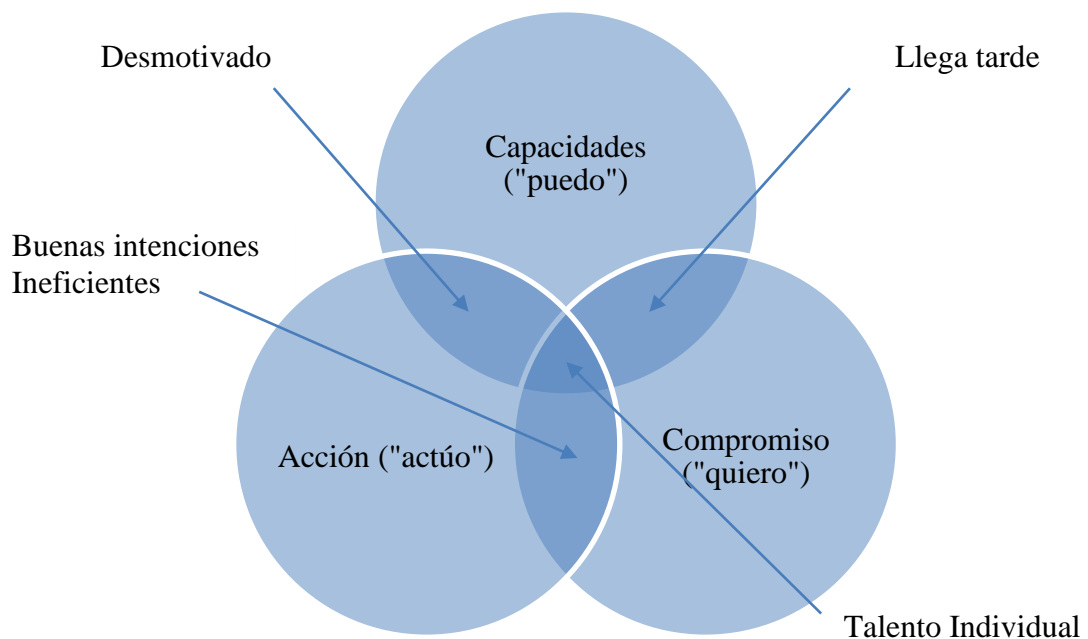 Desmotivado
Llega tarde
Capacidades
("puedo")
Buenas intenciones
Ineficientes
Acción ("actúo")
Compromiso
("quiero")
Talento Individual